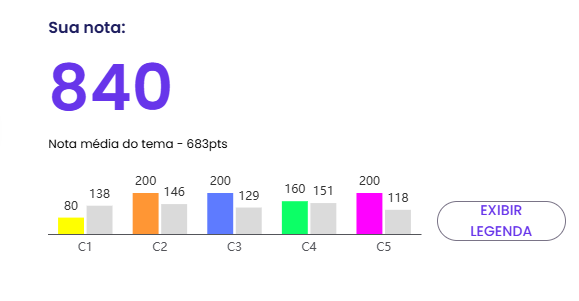 Sua nota:
840
Nota média do tema - 683pts
80 138 200 146 200 129 160 151 200 118
C1 C2 C3 C4 C5
EXIBIR
LEGENDA